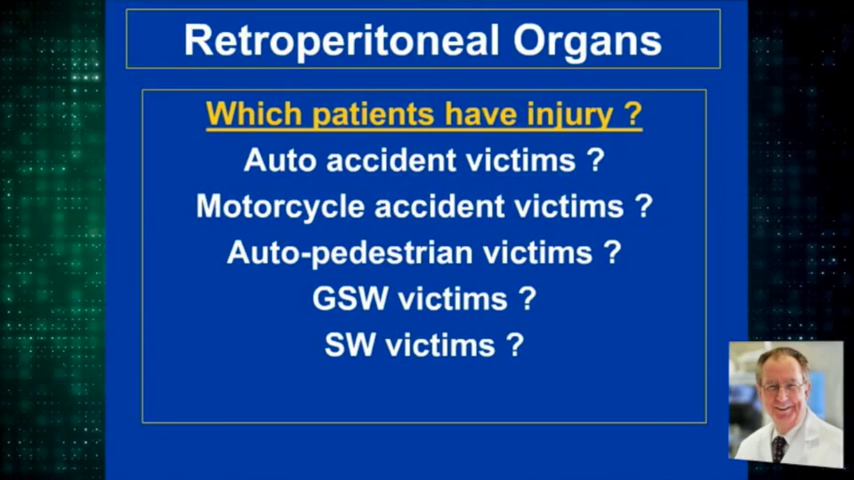 Retroperitoneal Organs
Which patients have injury ?
Auto accident victims ?
Motorcycle accident victims ?
Auto-pedestrian victims ?
GSW victims ?
SW victims ?